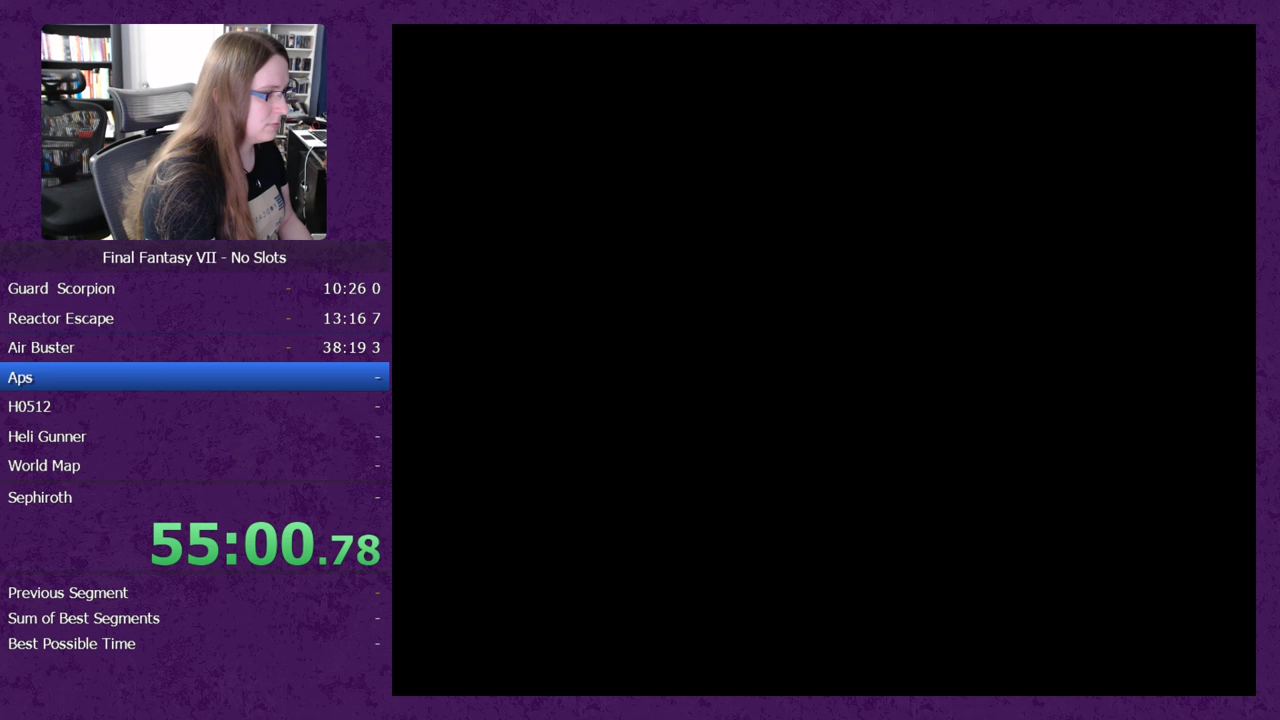 Final Fantasy VII - No Slots
Guard Scorpion - 10:26 0
Reactor Escape - 13:16 7
Air Buster - 38:19 3
Aps -
H0512 -
Heli Gunner -
World Map -
Sephiroth -
55:00.78
Previous Segment -
Sum of Best Segments -
Best Possible Time -